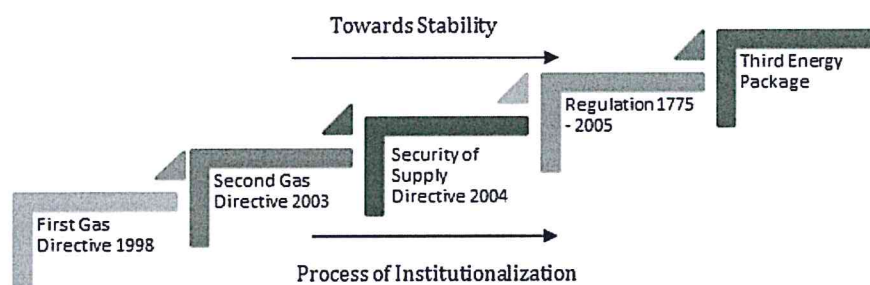 Towards Stability
Third Energy
Package
Regulation 1775
- 2005
Security of
Supply
Directive 2004
Second Gas
Directive 2003
First Gas
Directive 1998
Process of Institutionalization